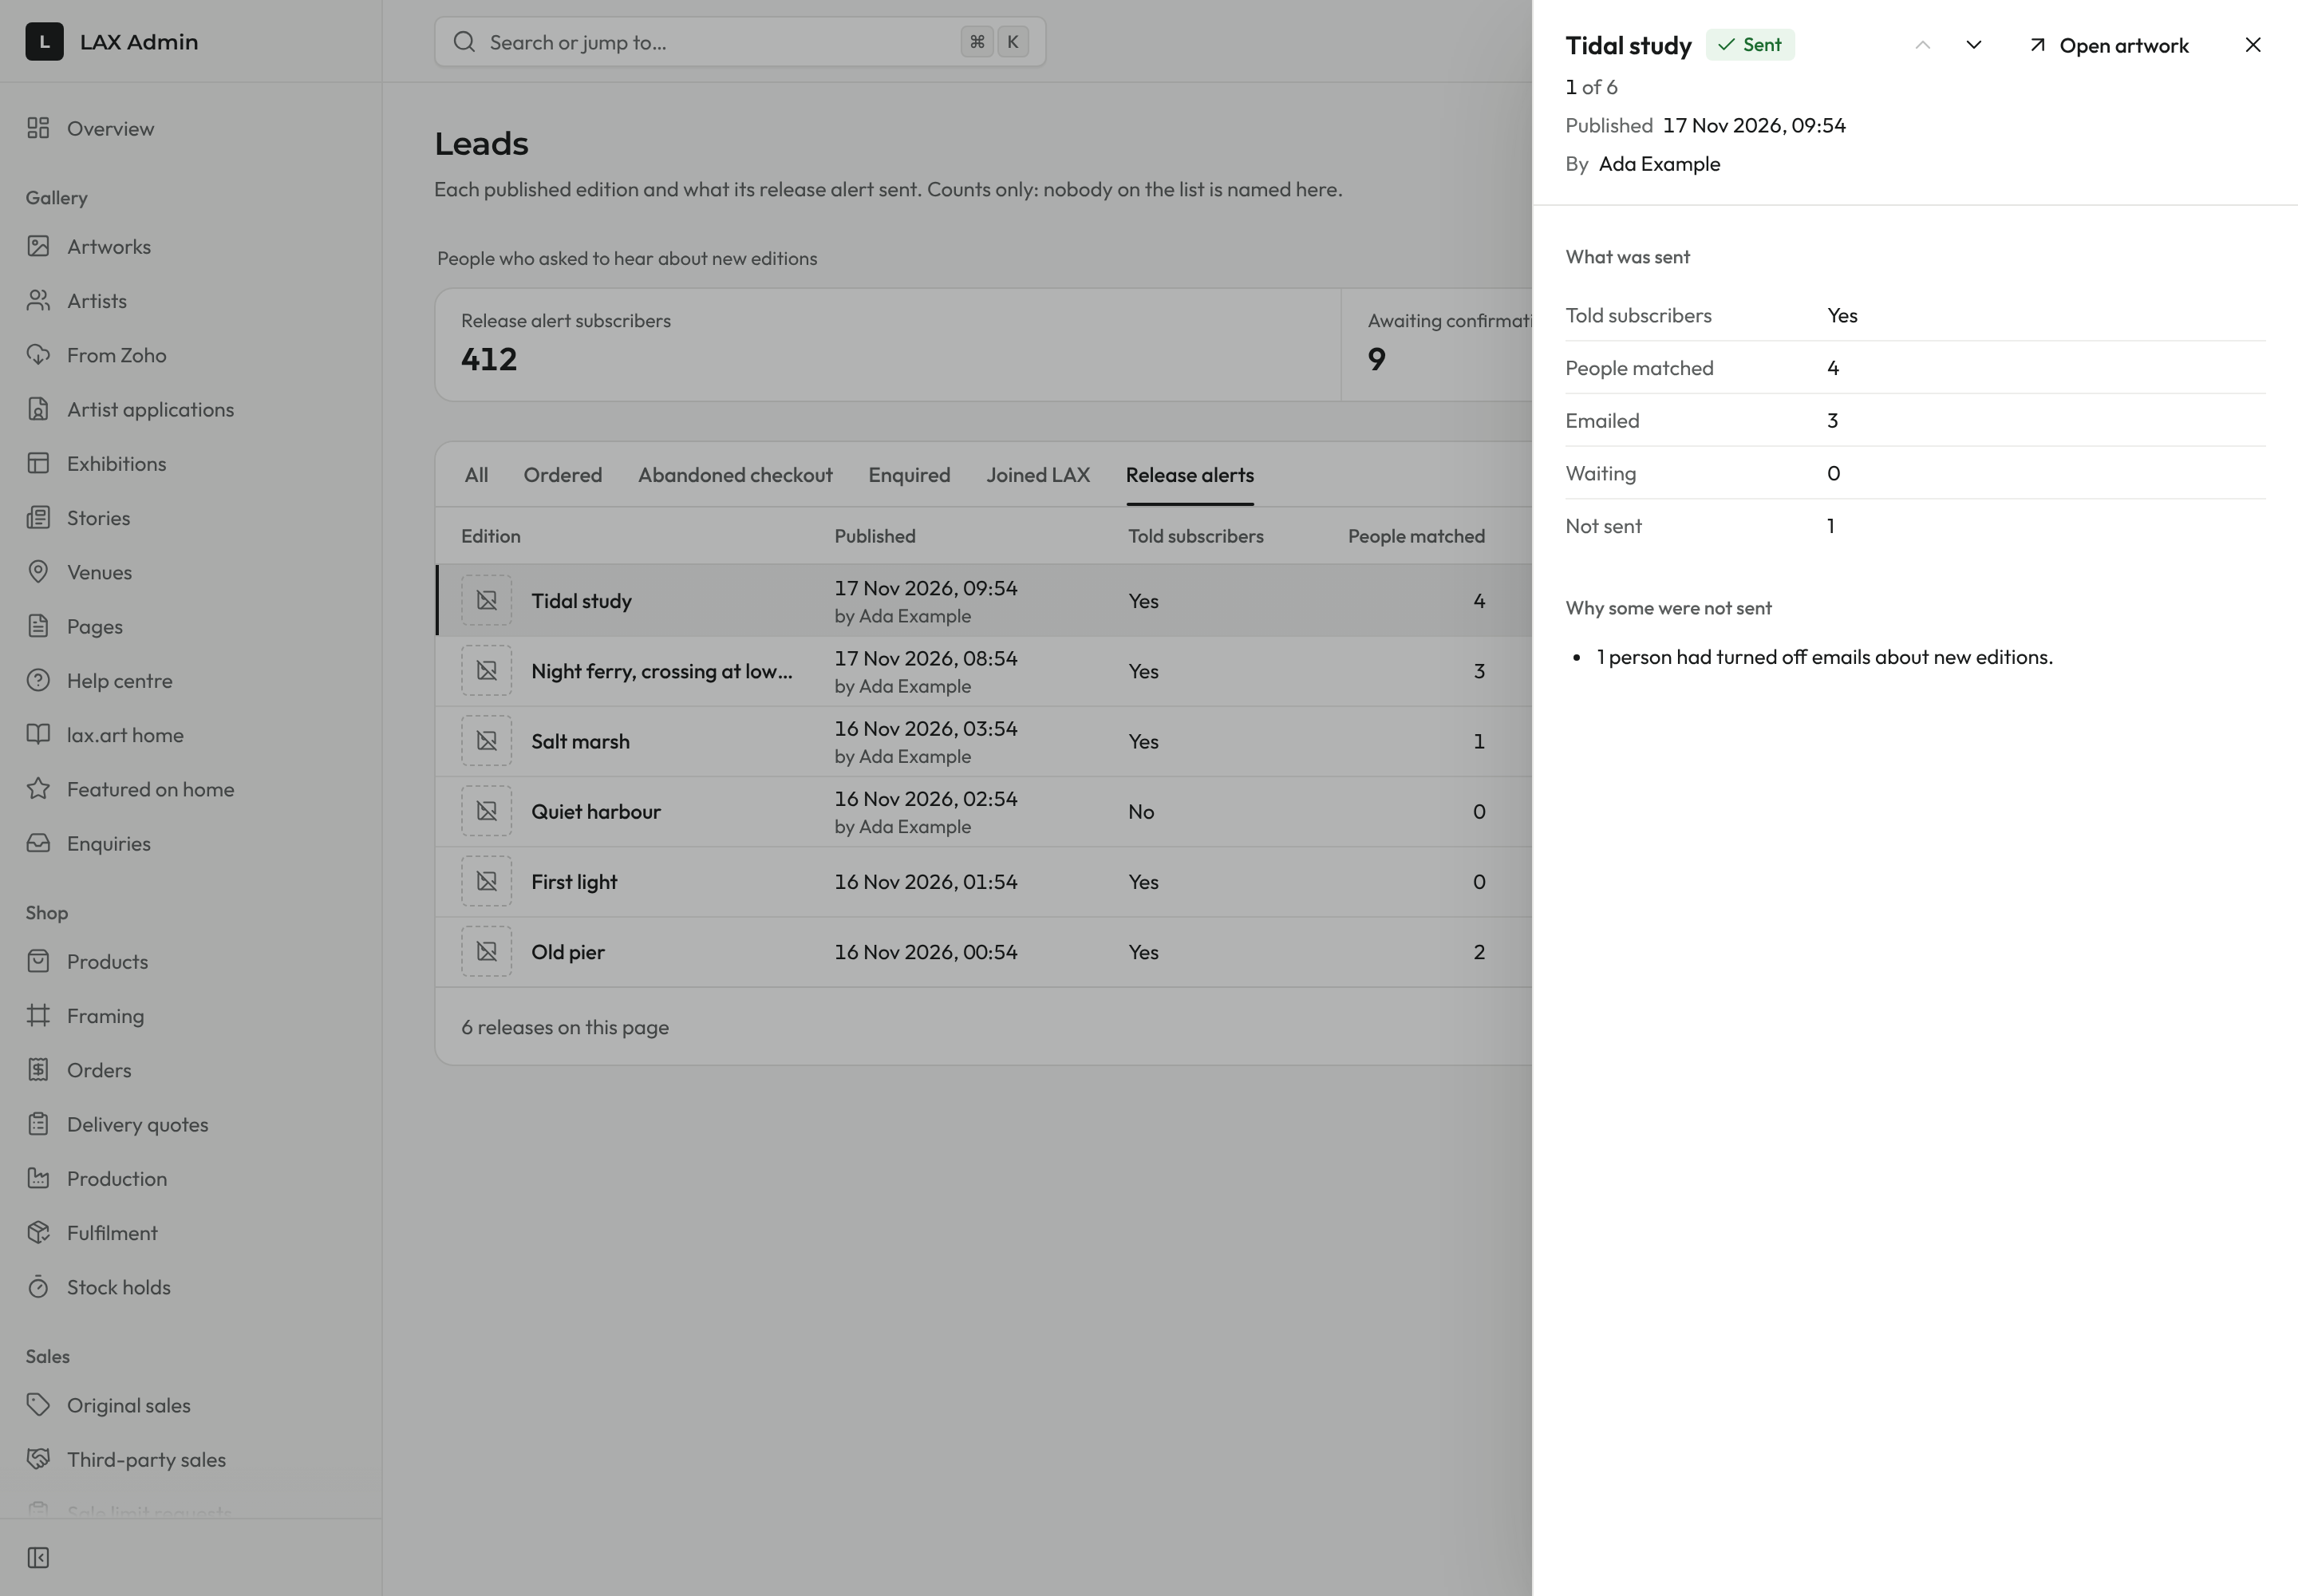 L LAX Admin
Search or jump to...
⌘ K
Overview
Gallery
Artworks
Artists
From Zoho
Artist applications
Exhibitions
Stories
Venues
Pages
Help centre
lax.art home
Featured on home
Enquiries
Shop
Products
Framing
Orders
Delivery quotes
Production
Fulfilment
Stock holds
Sales
Original sales
Third-party sales
Sale limit requests
Leads
Each published edition and what its release alert sent. Counts only: nobody on the list is named here.
People who asked to hear about new editions
Release alert subscribers
412
Awaiting confirmati
9
All Ordered Abandoned checkout Enquired Joined LAX Release alerts
Edition Published Told subscribers People matched
Tidal study 17 Nov 2026, 09:54 by Ada Example Yes 4
Night ferry, crossing at low... 17 Nov 2026, 08:54 by Ada Example Yes 3
Salt marsh 16 Nov 2026, 03:54 by Ada Example Yes 1
Quiet harbour 16 Nov 2026, 02:54 by Ada Example No 0
First light 16 Nov 2026, 01:54 Yes 0
Old pier 16 Nov 2026, 00:54 Yes 2
6 releases on this page
Tidal study Sent Open artwork
1 of 6
Published 17 Nov 2026, 09:54
By Ada Example
What was sent
Told subscribers Yes
People matched 4
Emailed 3
Waiting 0
Not sent 1
Why some were not sent
• 1 person had turned off emails about new editions.